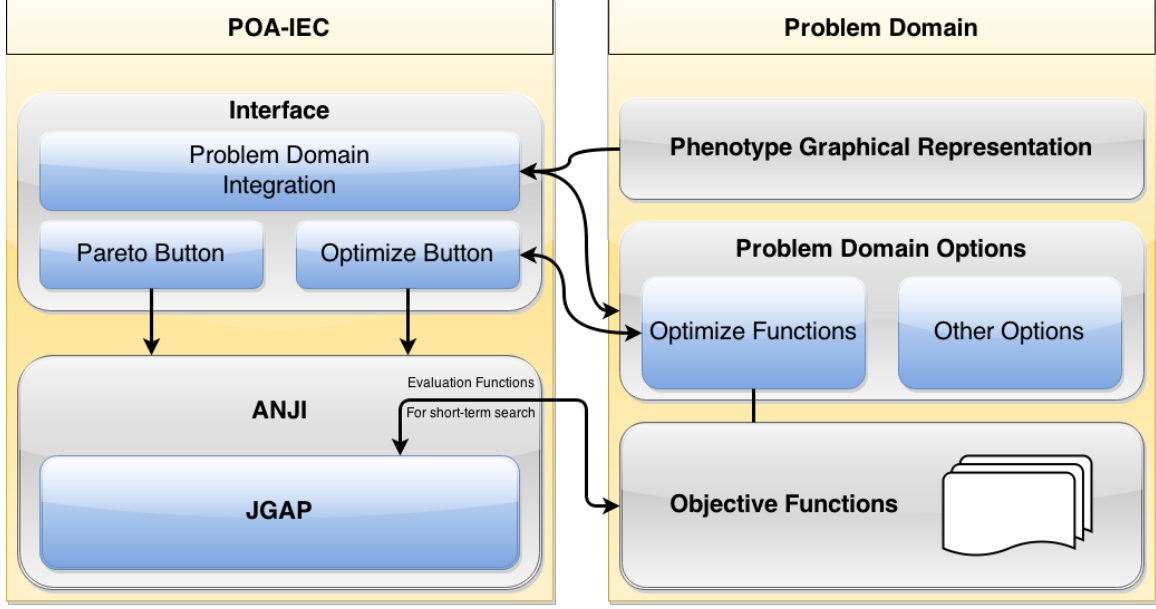 POA-IEC
Interface
Problem Domain
Integration
Pareto Button
Optimize Button
ANJI
Evaluation Functions
For short-term search
JGAP
Problem Domain
Phenotype Graphical Representation
Problem Domain Options
Optimize Functions
Other Options
Objective Functions